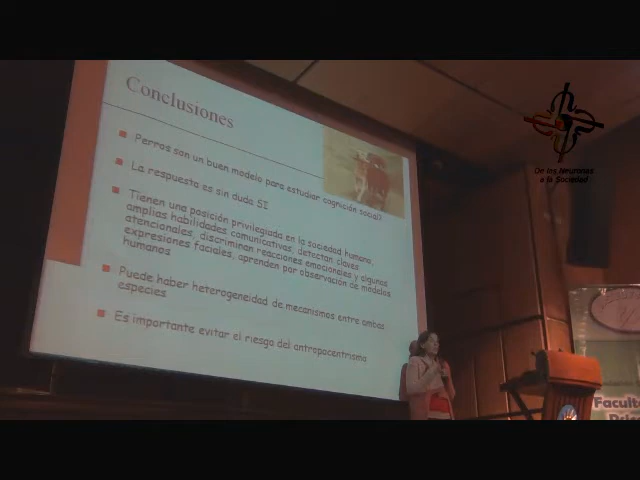 Conclusiones
Perros son un buen modelo para estudiar cognición social?
La respuesta es sin duda SI
Tienen una posición privilegiada en la sociedad humana,
amplias habilidades comunicativas, detectan claves
atencionales, discriminan reacciones emocionales y algunas
expresiones faciales, aprenden por observación de modelos
humanos
Puede haber heterogeneidad de mecanismos entre ambas
especies
Es importante evitar el riesgo del antropocentrismo
De las Neuronas
a la Sociedad
Facult